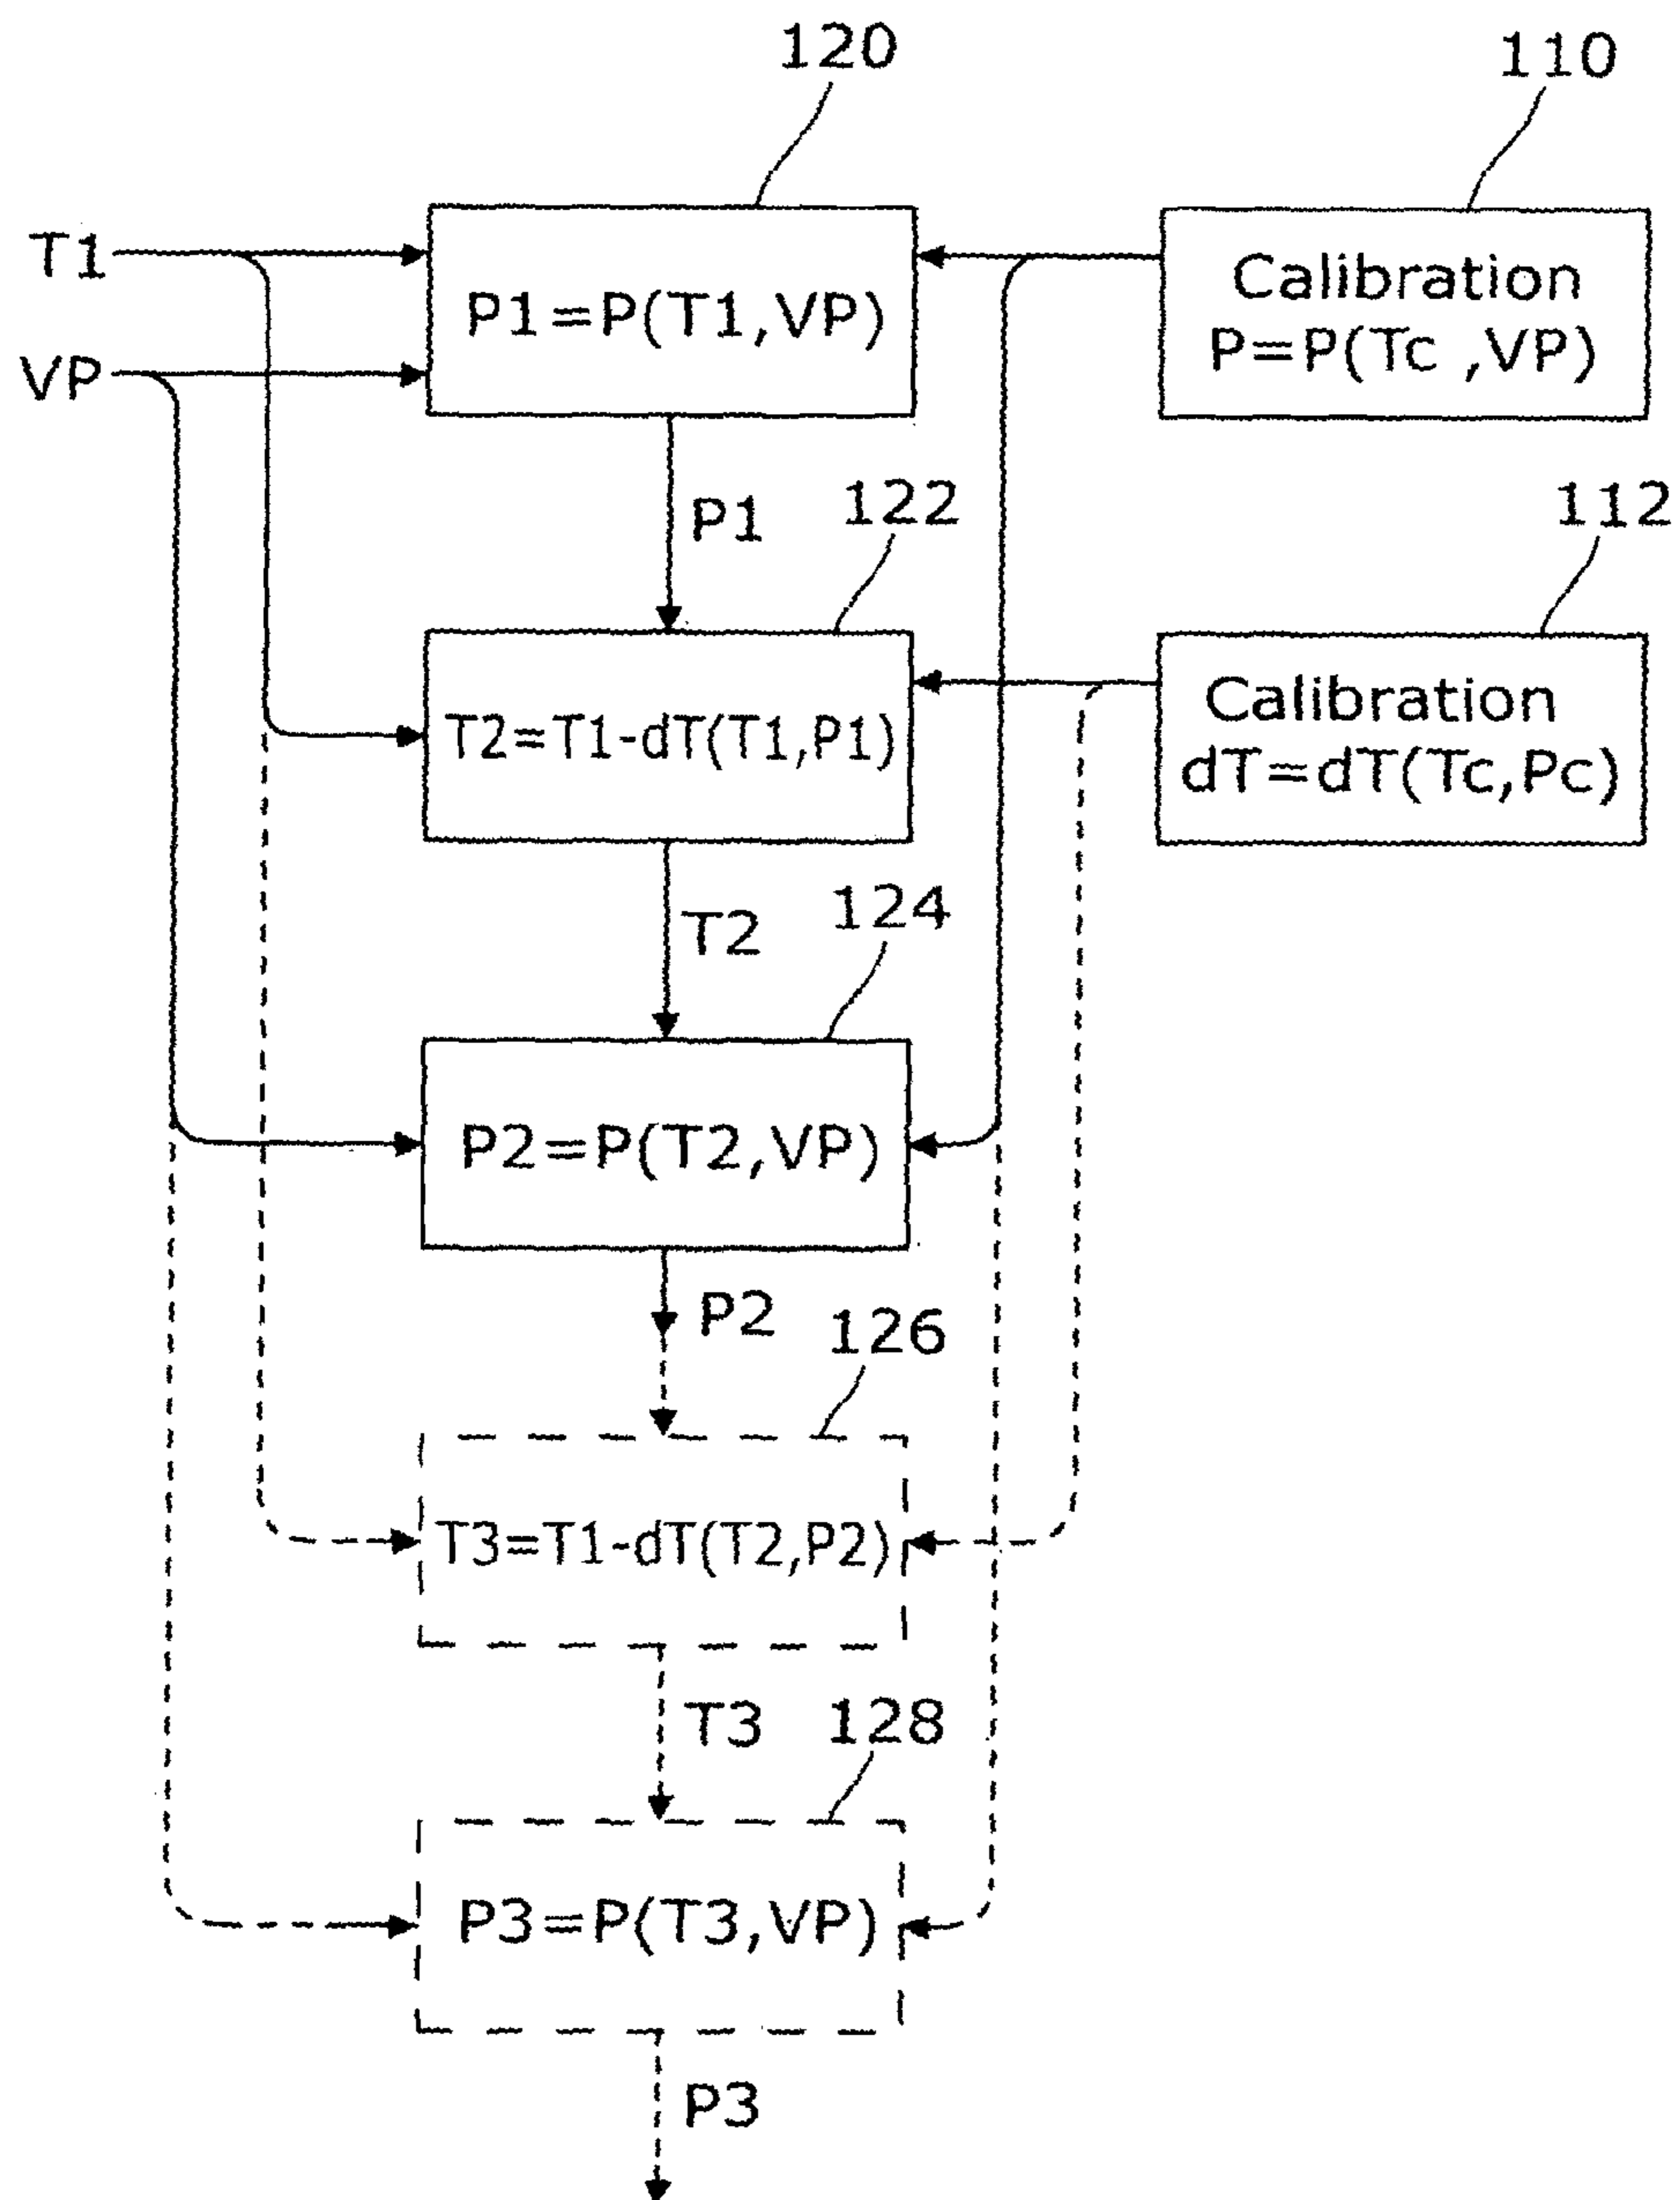 120
110
T1
P1=P(T1,VP)
Calibration
P=P(Tc ,VP)
VP
P1
122
112
T2=T1-dT(T1,P1)
Calibration
dT=dT(Tc,Pc)
T2
124
P2=P(T2,VP)
P2
126
T3=T1-dT(T2,P2)
T3
128
P3=P(T3,VP)
P3